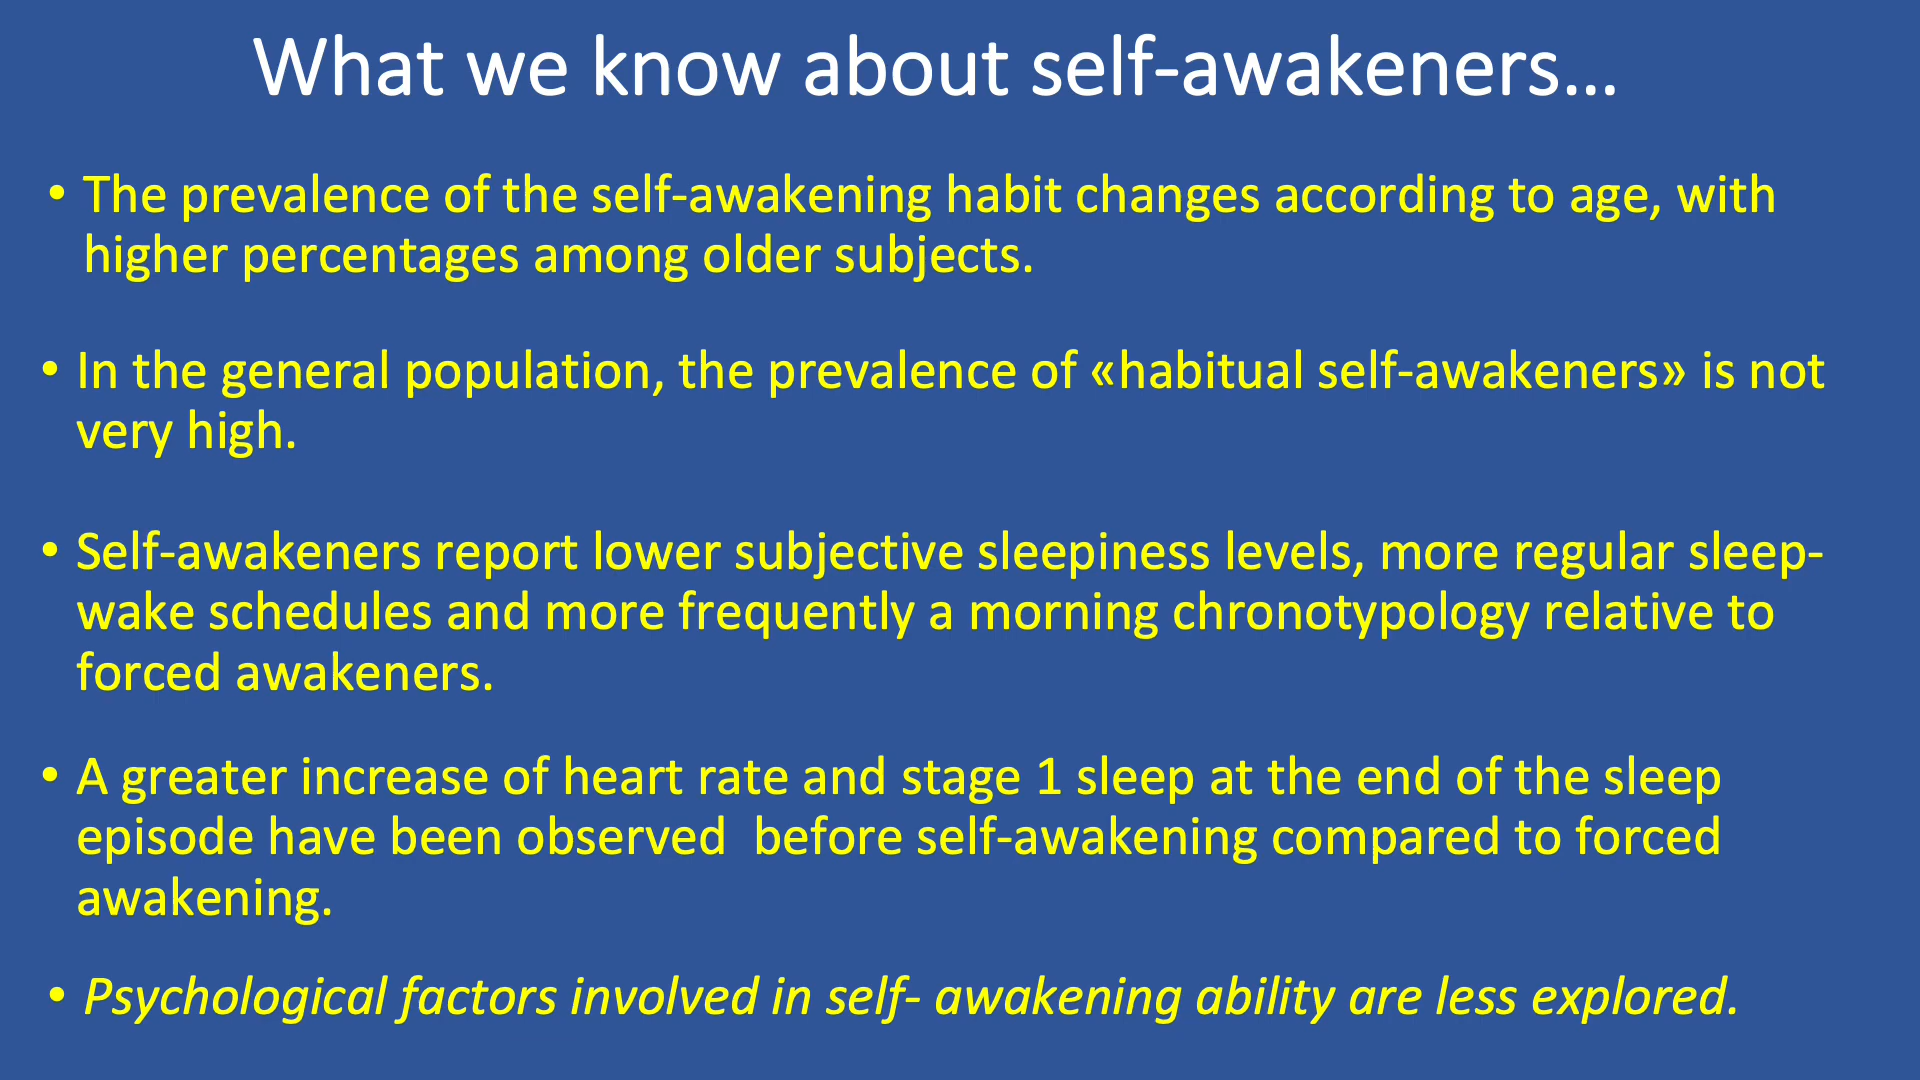 What we know about self-awakeners...
• The prevalence of the self-awakening habit changes according to age, with
higher percentages among older subjects.
• In the general population, the prevalence of «habitual self-awakeners» is not
very high.
• Self-awakeners report lower subjective sleepiness levels, more regular sleep-
wake schedules and more frequently a morning chronotypology relative to
forced awakeners.
• A greater increase of heart rate and stage 1 sleep at the end of the sleep
episode have been observed  before self-awakening compared to forced
awakening.
• Psychological factors involved in self- awakening ability are less explored.